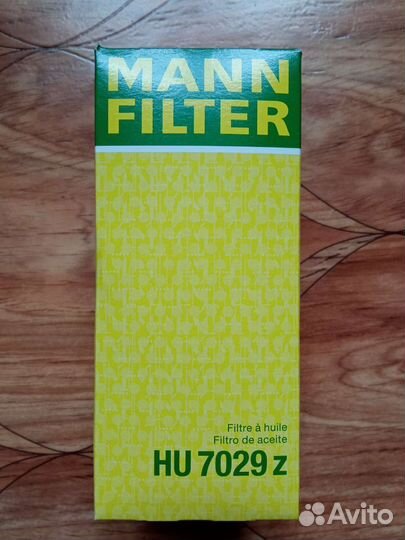 MANN
FILTER
Filtre à huile
Filtro de aceite
HU 7029 z
Avito